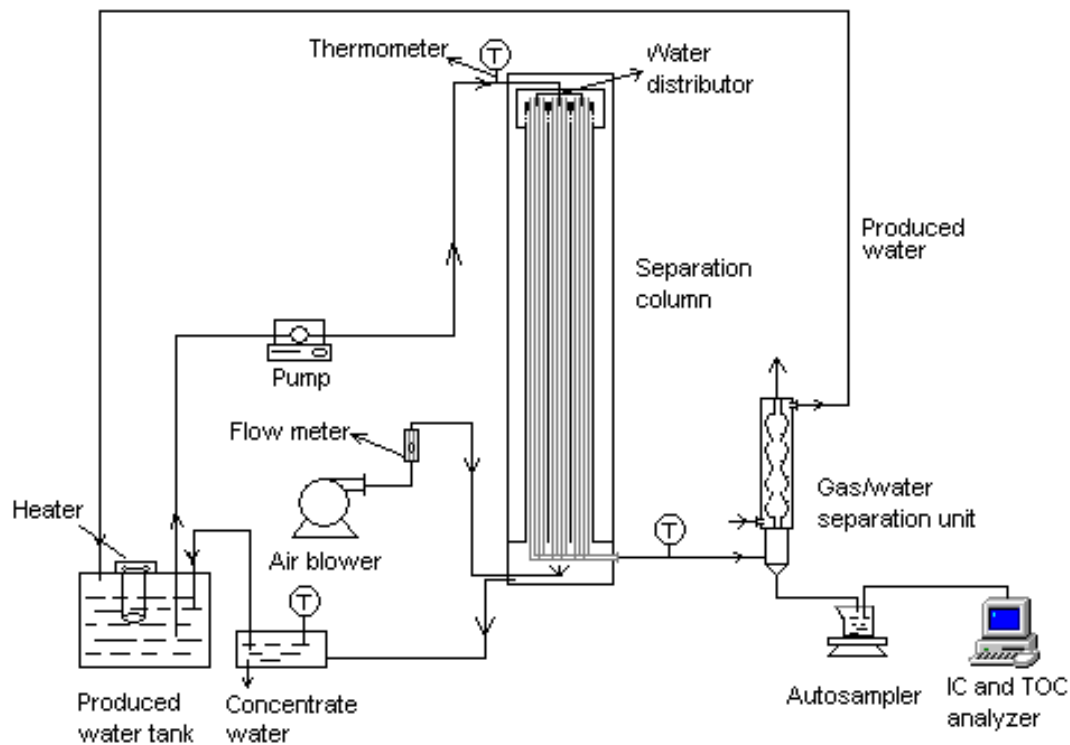 Thermometer
T
Water
distributor
Produced
water
Separation
column
Pump
Flow meter
Gas/water
separation unit
Heater
Air blower
T
T
Autosampler
IC and TOC
analyzer
Produced
water tank
Concentrate
water